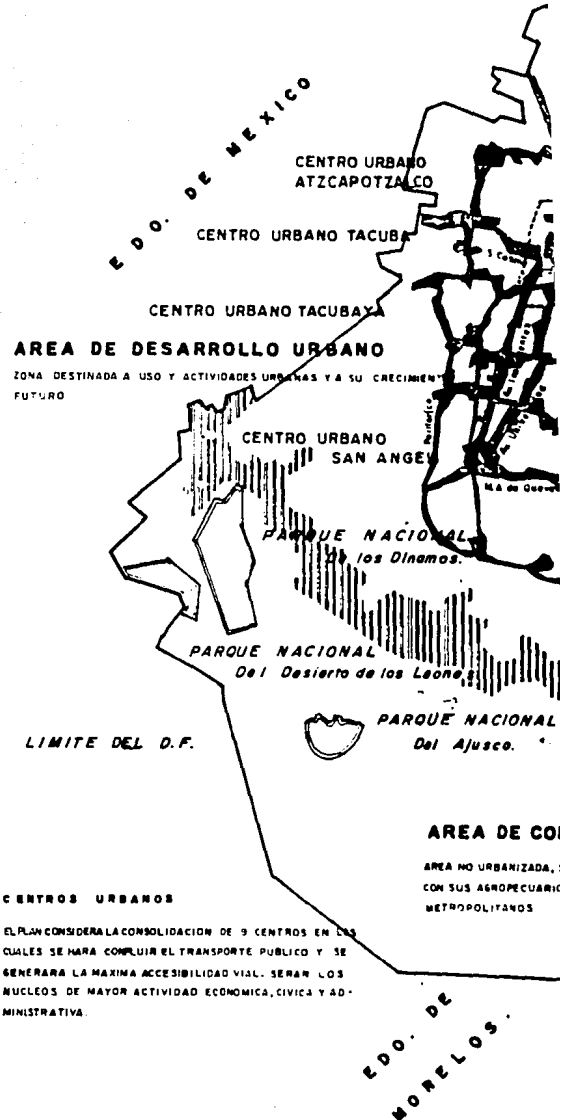 EDO. DE MEXICO
CENTRO URBANO
ATZCAPOTZALCO
CENTRO URBANO TACUBA
CENTRO URBANO TACUBAYA
AREA DE DESARROLLO URBANO
ZONA DESTINADA A USO Y ACTIVIDADES URBANAS Y A SU CRECIMIENT
FUTURO
CENTRO URBANO
SAN ANGEL
Periferico
M.A de Queve
PARQUE NACIONAL
De los Dinamos.
PARQUE NACIONAL
Del Desierto de los Leones
PARQUE NACIONAL
Del Ajusco.
LIMITE DEL D.F.
AREA DE CO
AREA NO URBANIZADA,
CON SUS AGROPECUARIO
METROPOLITANOS
CENTROS URBANOS
EL PLAN CONSIDERA LA CONSOLIDACION DE 9 CENTROS EN LOS
CUALES SE HARA CONFLUIR EL TRANSPORTE PUBLICO Y SE
GENERARA LA MAXIMA ACCESIBILIDAD VIAL. SERAN LOS
NUCLEOS DE MAYOR ACTIVIDAD ECONOMICA, CIVICA Y AD-
MINISTRATIVA.
EDO. DE
MORELOS.